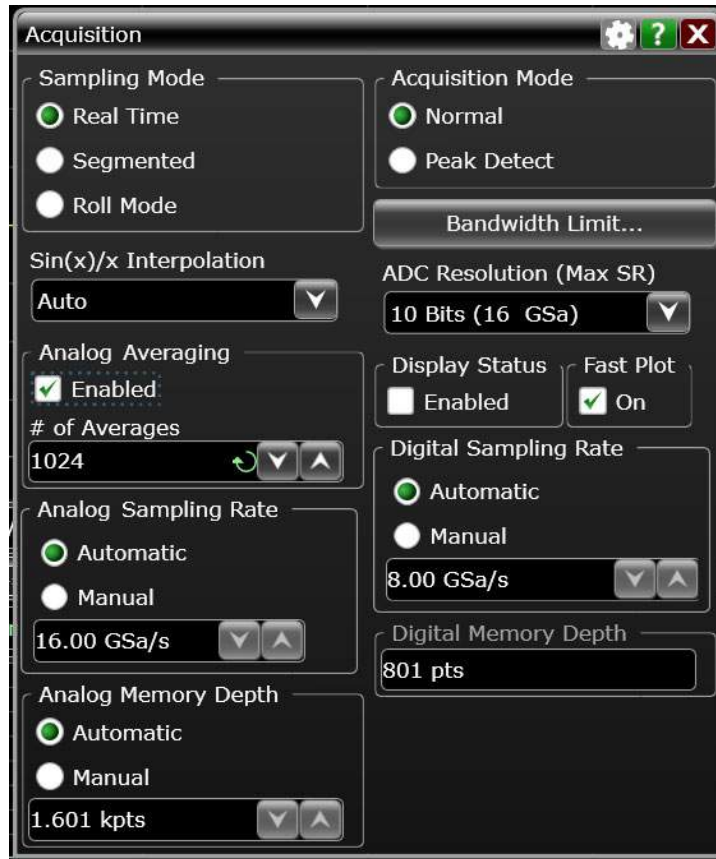 Acquisition
?
X
Sampling Mode
Real Time
Segmented
Roll Mode
Sin(x)/x Interpolation
Auto
Analog Averaging
Enabled
# of Averages
1024
Analog Sampling Rate
Automatic
Manual
16.00 GSa/s
Analog Memory Depth
Automatic
Manual
1.601 kpts
Acquisition Mode
Normal
Peak Detect
Bandwidth Limit...
ADC Resolution (Max SR)
10 Bits (16 GSa)
Display Status
Enabled
Fast Plot
On
Digital Sampling Rate
Automatic
Manual
8.00 GSa/s
Digital Memory Depth
801 pts